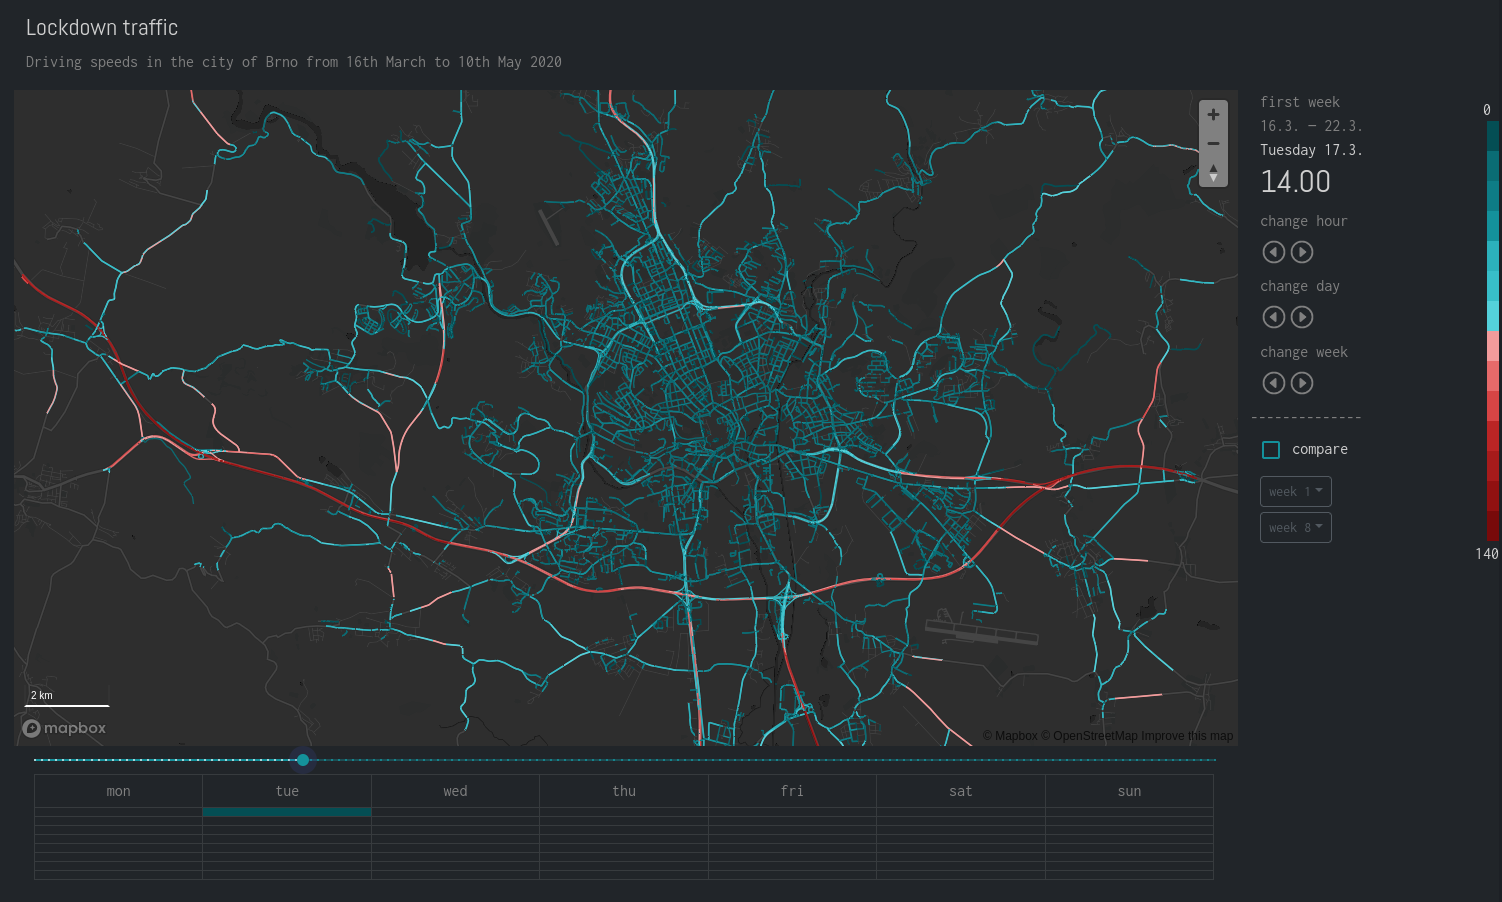 Lockdown traffic
Driving speeds in the city of Brno from 16th March to 10th May 2020
first week
16.3. – 22.3.
Tuesday 17.3.
14.00
change hour
change day
change week
compare
week 1
week 8
0
140
2 km
mapbox
© Mapbox © OpenStreetMap Improve this map
mon tue wed thu fri sat sun